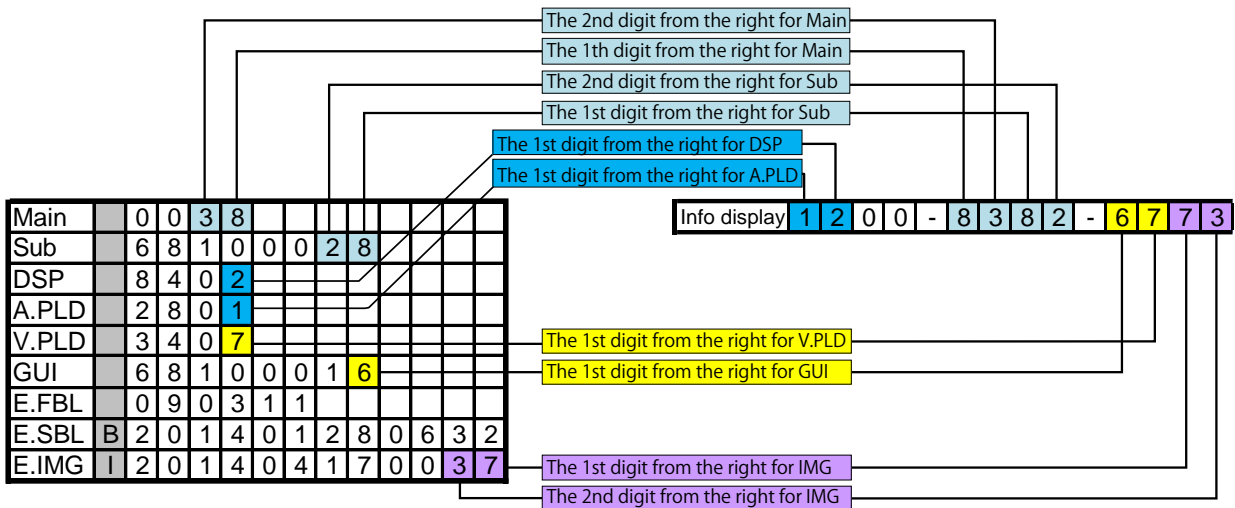 The 2nd digit from the right for Main
The 1th digit from the right for Main
The 2nd digit from the right for Sub
The 1st digit from the right for Sub
The 1st digit from the right for DSP
The 1st digit from the right for A.PLD
Main 0 0 3 8
Sub 6 8 1 0 0 0 2 8
DSP 8 4 0 2
A.PLD 2 8 0 1
V.PLD 3 4 0 7
GUI 6 8 1 0 0 0 1 6
E.FBL 0 9 0 3 1 1
E.SBL B 2 0 1 4 0 1 2 8 0 6 3 2
E.IMG I 2 0 1 4 0 4 1 7 0 0 3 7
Info display 1 2 0 0 - 8 3 8 2 - 6 7 7 3
The 1st digit from the right for V.PLD
The 1st digit from the right for GUI
The 1st digit from the right for IMG
The 2nd digit from the right for IMG